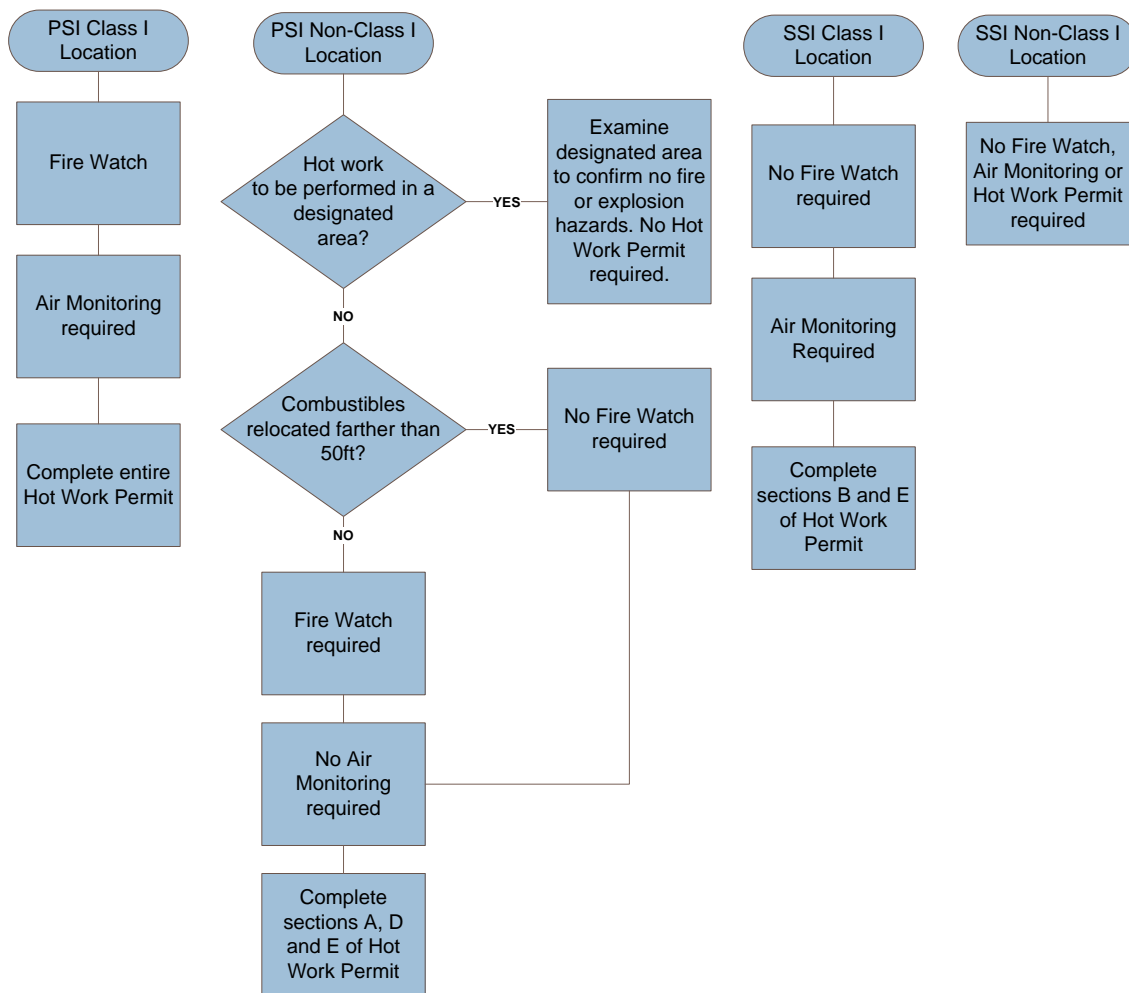 PSI Class I
Location
Fire Watch
Air Monitoring
required
Complete entire
Hot Work Permit
PSI Non-Class I
Location
Hot work
to be performed in a
designated
area?
YES
Examine
designated area
to confirm no fire
or explosion
hazards. No Hot
Work Permit
required.
NO
Combustibles
relocated farther than
50ft?
YES
No Fire Watch
required
NO
Fire Watch
required
No Air
Monitoring
required
Complete
sections A, D
and E of Hot
Work Permit
SSI Class I
Location
No Fire Watch
required
Air Monitoring
Required
Complete
sections B and E
of Hot Work
Permit
SSI Non-Class I
Location
No Fire Watch,
Air Monitoring or
Hot Work Permit
required